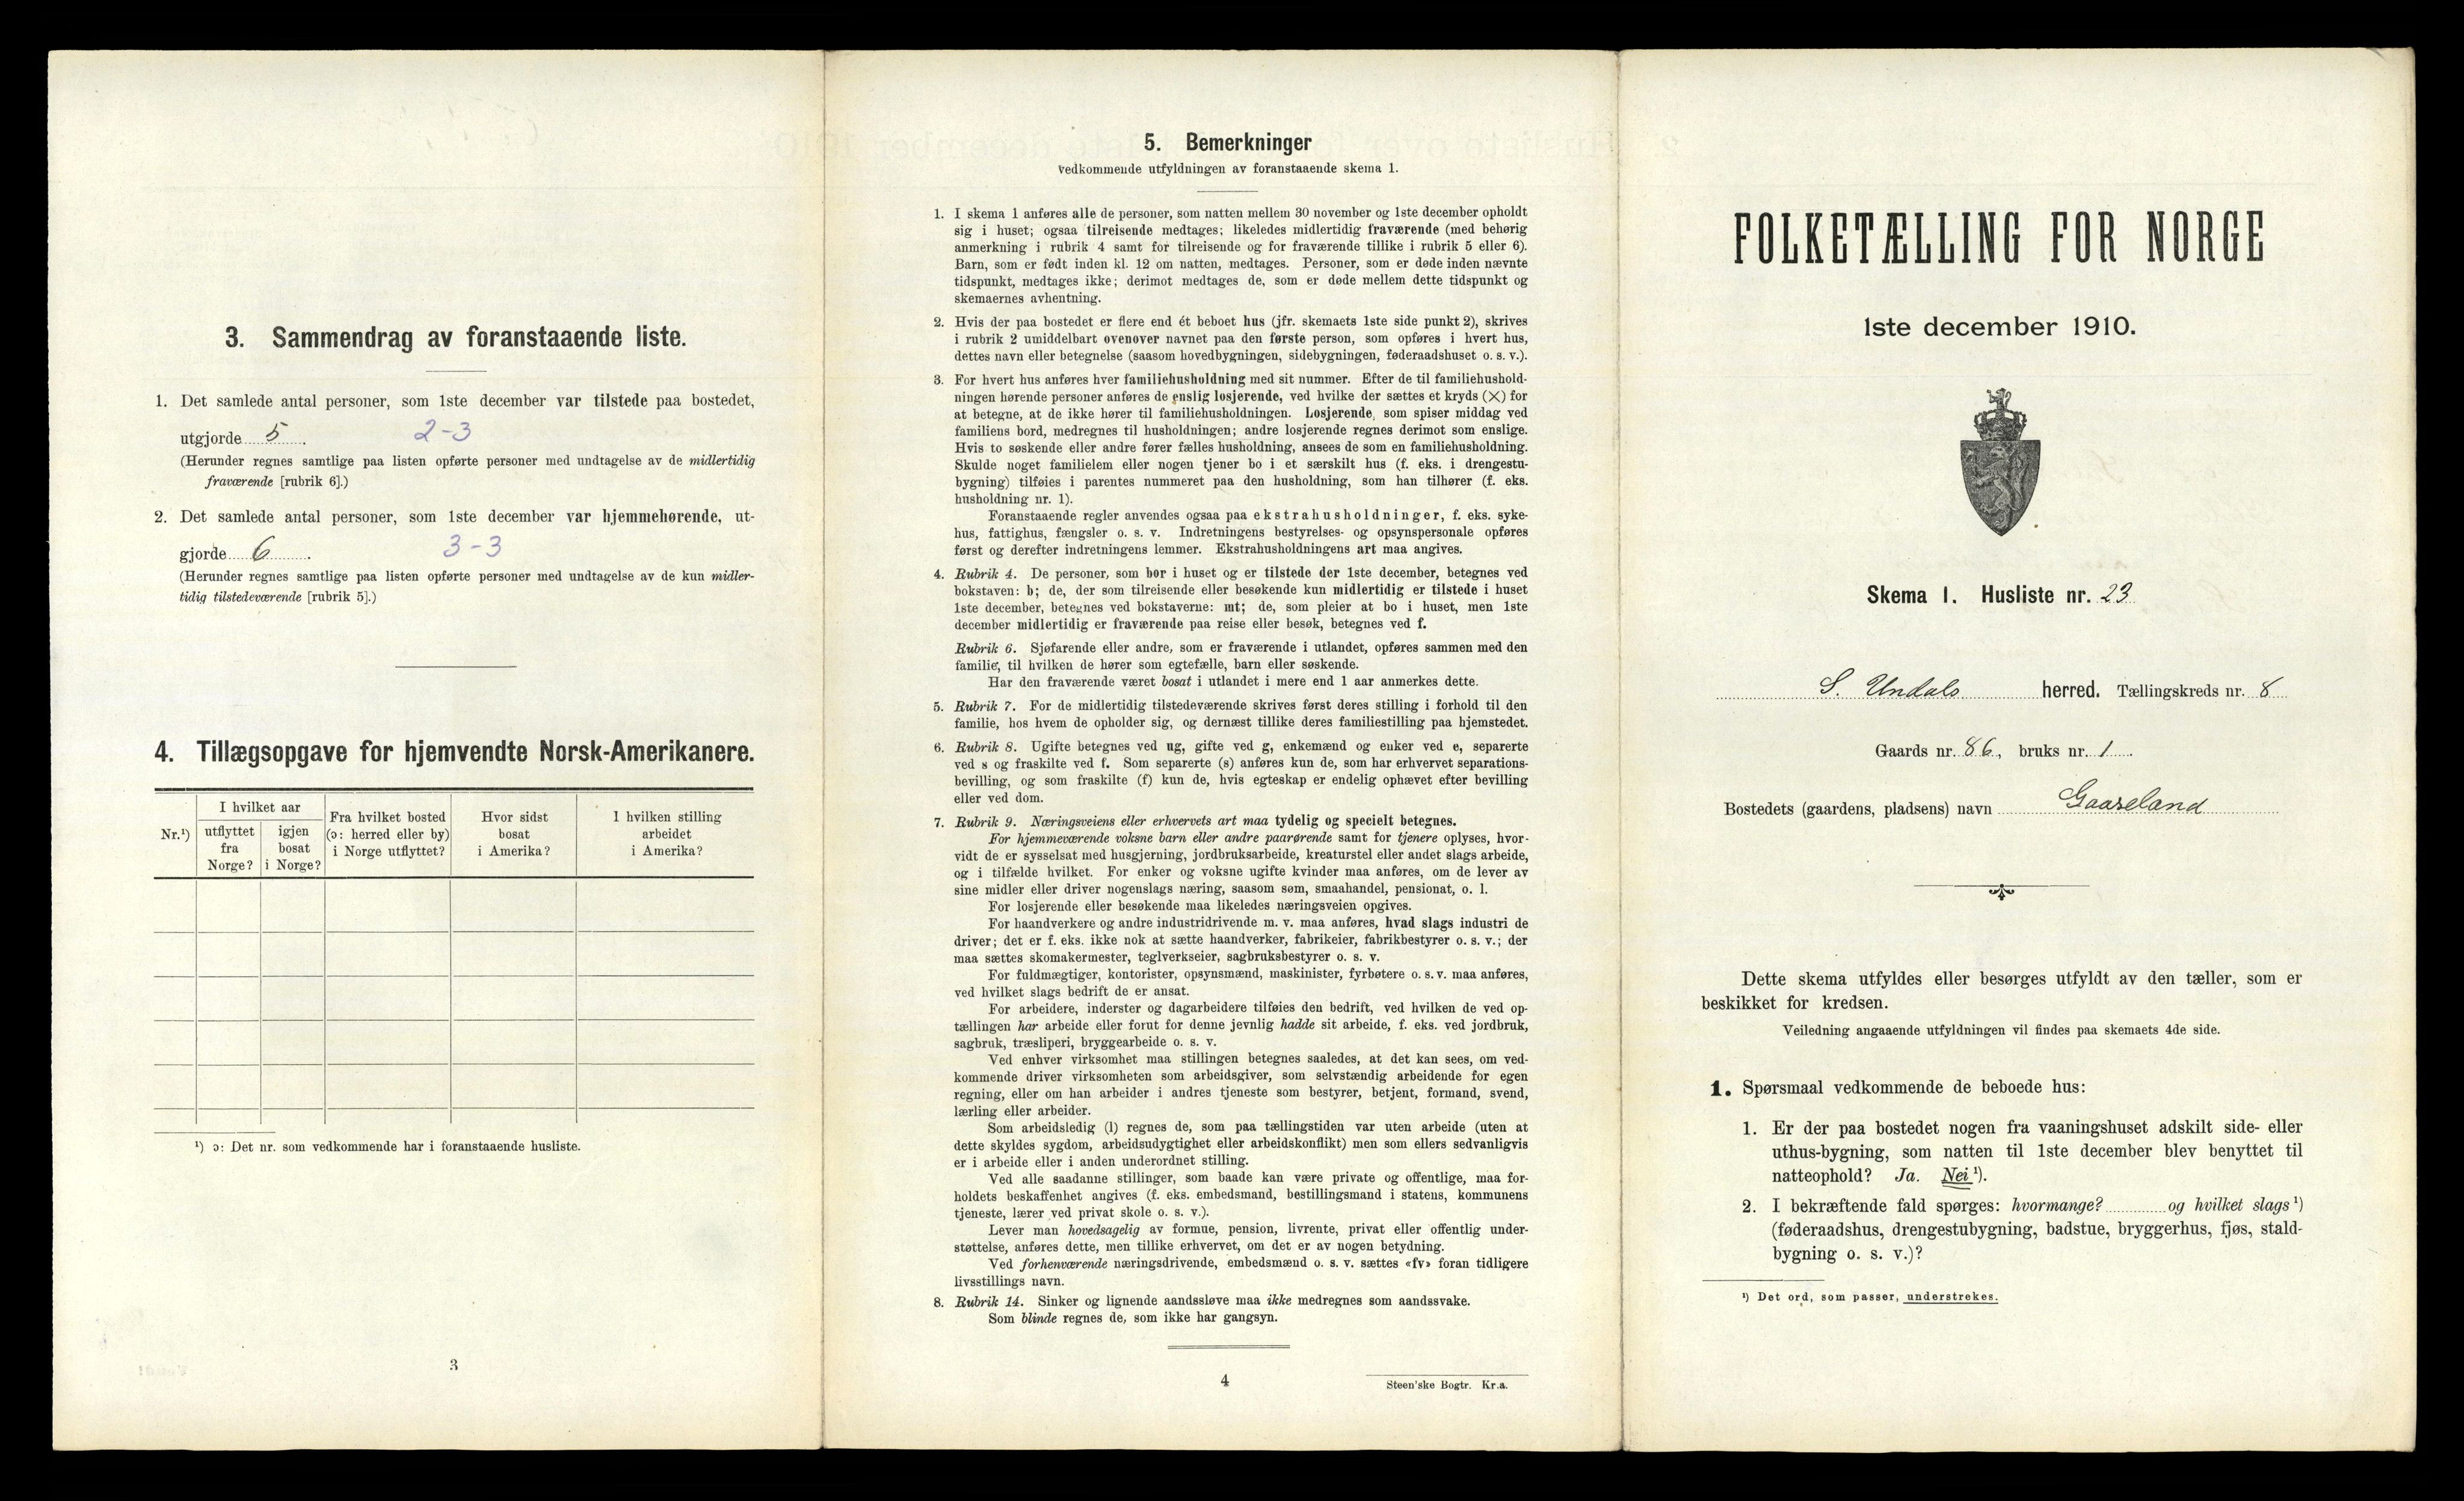 3. Sammendrag av foranstaaende liste.
1. Det samlede antal personer, som 1ste december var tilstede paa bostedet,
utgjorde 5. 2-3
(Herunder regnes samtlige paa listen opførte personer med undtagelse av de midlertidig
fraværende [rubrik 6].)
2. Det samlede antal personer, som 1ste december var hjemmehørende, ut-
gjorde 6. 3-3
(Herunder regnes samtlige paa listen opførte personer med undtagelse av de kun midler-
tidig tilstedeværende [rubrik 5].)
4. Tillægsopgave for hjemvendte Norsk-Amerikanere.
Nr.¹)
I hvilket aar
utflyttet
fra
Norge?
igjen
bosat
i Norge?
Fra hvilket bosted
(ɔ: herred eller by)
i Norge utflyttet?
Hvor sidst
bosat
i Amerika?
I hvilken stilling
arbeidet
i Amerika?
¹) ɔ: Det nr. som vedkommende har i foranstaaende husliste.
3
5. Bemerkninger
Vedkommende utfyldningen av foranstaaende skema 1.
1. I skema 1 anføres alle de personer, som natten mellem 30 november og 1ste december opholdt
sig i huset; ogsaa tilreisende medtages; likeledes midlertidig fraværende (med behørig
anmerkning i rubrik 4 samt for tilreisende og for fraværende tillike i rubrik 5 eller 6).
Barn, som er født inden kl. 12 om natten, medtages. Personer, som er døde inden nævnte
tidspunkt, medtages ikke; derimot medtages de, som er døde mellem dette tidspunkt og
skemaernes avhentning.
2. Hvis der paa bostedet er flere end ét beboet hus (jfr. skemaets 1ste side punkt 2), skrives
i rubrik 2 umiddelbart ovenover navnet paa den første person, som opføres i hvert hus,
dettes navn eller betegnelse (saasom hovedbygningen, sidebygningen, føderaadshuset o. s. v.).
3. For hvert hus anføres hver familiehusholdning med sit nummer. Efter de til familiehushold-
ningen hørende personer anføres de enslig losjerende, ved hvilke der sættes et kryds (×) for
at betegne, at de ikke hører til familiehusholdningen. Losjerende, som spiser middag ved
familiens bord, medregnes til husholdningen; andre losjerende regnes derimot som enslige.
Hvis to søskende eller andre fører fælles husholdning, ansees de som en familiehusholdning.
Skulde noget familielem eller nogen tjener bo i et særskilt hus (f. eks. i drengestu-
bygning) tilføies i parentes nummeret paa den husholdning, som han tilhører (f. eks.
husholdning nr. 1).
Foranstaaende regler anvendes ogsaa paa ekstrahusholdninger, f. eks. syke-
hus, fattighus, fængsler o. s. v. Indretningens bestyrelses- og opsynspersonale opføres
først og derefter indretningens lemmer. Ekstrahusholdningens art maa angives.
4. Rubrik 4. De personer, som bor i huset og er tilstede der 1ste december, betegnes ved
bokstaven: b; de, der som tilreisende eller besøkende kun midlertidig er tilstede i huset
1ste december, betegnes ved bokstaverne: mt; de, som pleier at bo i huset, men 1ste
december midlertidig er fraværende paa reise eller besøk, betegnes ved f.
Rubrik 6. Sjøfarende eller andre, som er fraværende i utlandet, opføres sammen med den
familie, til hvilken de hører som egtefælle, barn eller søskende.
Har den fraværende været bosat i utlandet i mere end 1 aar anmerkes dette.
5. Rubrik 7. For de midlertidig tilstedeværende skrives først deres stilling i forhold til den
familie, hos hvem de opholder sig, og dernæst tillike deres familiestilling paa hjemstedet.
6. Rubrik 8. Ugifte betegnes ved ug, gifte ved g, enkemænd og enker ved e, separerte
ved s og fraskilte ved f. Som separerte (s) anføres kun de, som har erhvervet separations-
bevilling, og som fraskilte (f) kun de, hvis egteskap er endelig ophævet efter bevilling
eller ved dom.
7. Rubrik 9. Næringsveiens eller erhvervets art maa tydelig og specielt betegnes.
For hjemmeværende voksne barn eller andre paarørende samt for tjenere oplyses, hvor-
vidt de er sysselsat med husgjerning, jordbruksarbeide, kreaturstel eller andet slags arbeide,
og i tilfælde hvilket. For enker og voksne ugifte kvinder maa anføres, om de lever av
sine midler eller driver nogenslags næring, saasom søm, smaahandel, pensionat, o. l.
For losjerende eller besøkende maa likeledes næringsveien opgives.
For haandverkere og andre industridrivende m. v. maa anføres, hvad slags industri de
driver; det er f. eks. ikke nok at sætte haandverker, fabrikeier, fabrikbestyrer o. s. v.; der
maa sættes skomakermester, teglverkseier, sagbruksbestyrer o. s. v.
For fuldmægtiger, kontorister, opsynsmænd, maskinister, fyrbøtere o. s. v. maa anføres,
ved hvilket slags bedrift de er ansat.
For arbeidere, inderster og dagarbeidere tilføies den bedrift, ved hvilken de ved op-
tællingen har arbeide eller forut for denne jevnlig hadde sit arbeide, f. eks. ved jordbruk,
sagbruk, træsliperi, bryggearbeide o. s. v.
Ved enhver virksomhet maa stillingen betegnes saaledes, at det kan sees, om ved-
kommende driver virksomheten som arbeidsgiver, som selvstændig arbeidende for egen
regning, eller om han arbeider i andres tjeneste som bestyrer, betjent, formand, svend,
lærling eller arbeider.
Som arbeidsledig (l) regnes de, som paa tællingstiden var uten arbeide (uten at
dette skyldes sygdom, arbeidsudygtighet eller arbeidskonflikt) men som ellers sedvanligvis
er i arbeide eller i anden underordnet stilling.
Ved alle saadanne stillinger, som baade kan være private og offentlige, maa for-
holdets beskaffenhet angives (f. eks. embedsmand, bestillingsmand i statens, kommunens
tjeneste, lærer ved privat skole o. s. v.).
Lever man hovedsagelig av formue, pension, livrente, privat eller offentlig under-
støttelse, anføres dette, men tillike erhvervet, om det er av nogen betydning.
Ved forhenværende næringsdrivende, embedsmænd o. s. v. sættes «fv» foran tidligere
livsstillings navn.
8. Rubrik 14. Sinker og lignende aandssløve maa ikke medregnes som aandssvake.
Som blinde regnes de, som ikke har gangsyn.
4
Steen'ske Bogtr. Kr.a.
FOLKETÆLLING FOR NORGE
1ste december 1910.
Skema 1. Husliste nr. 23
S. Undals herred. Tællingskreds nr. 8
Gaards nr. 86, bruks nr. 1.
Bostedets (gaardens, pladsens) navn Gaaseland
Dette skema utfyldes eller besørges utfyldt av den tæller, som er
beskikket for kredsen.
Veiledning angaaende utfyldningen vil findes paa skemaets 4de side.
1. Spørsmaal vedkommende de beboede hus:
1. Er der paa bostedet nogen fra vaaningshuset adskilt side- eller
uthus-bygning, som natten til 1ste december blev benyttet til
natteophold? Ja. Nei ¹).
2. I bekræftende fald spørges: hvormange? og hvilket slags ¹)
(føderaadshus, drengestubygning, badstue, bryggerhus, fjøs, stald-
bygning o. s. v.)?
¹) Det ord, som passer, understrekes.